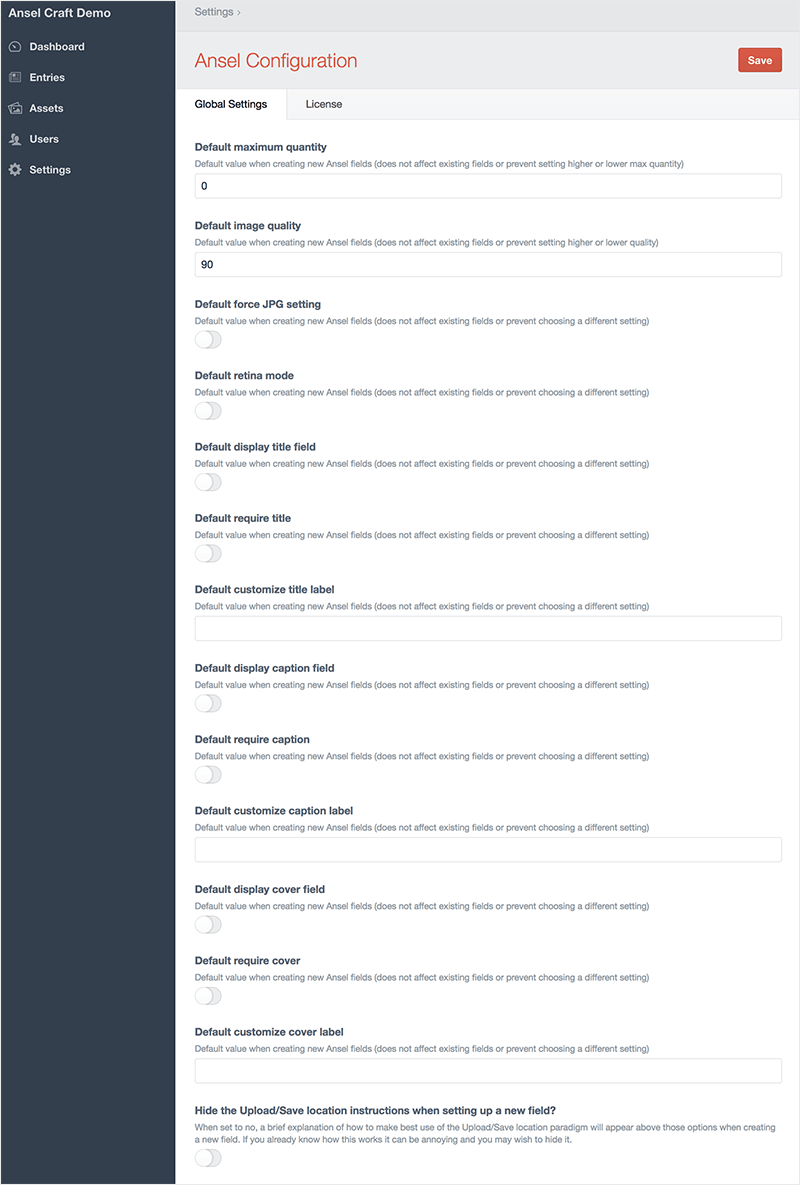 Ansel Craft Demo
Dashboard
Entries
Assets
Users
Settings
Settings ›
Ansel Configuration
Save
Global Settings
License
Default maximum quantity
Default value when creating new Ansel fields (does not affect existing fields or prevent setting higher or lower max quantity)
0
Default image quality
Default value when creating new Ansel fields (does not affect existing fields or prevent setting higher or lower quality)
90
Default force JPG setting
Default value when creating new Ansel fields (does not affect existing fields or prevent choosing a different setting)
Default retina mode
Default value when creating new Ansel fields (does not affect existing fields or prevent choosing a different setting)
Default display title field
Default value when creating new Ansel fields (does not affect existing fields or prevent choosing a different setting)
Default require title
Default value when creating new Ansel fields (does not affect existing fields or prevent choosing a different setting)
Default customize title label
Default value when creating new Ansel fields (does not affect existing fields or prevent choosing a different setting)
Default display caption field
Default value when creating new Ansel fields (does not affect existing fields or prevent choosing a different setting)
Default require caption
Default value when creating new Ansel fields (does not affect existing fields or prevent choosing a different setting)
Default customize caption label
Default value when creating new Ansel fields (does not affect existing fields or prevent choosing a different setting)
Default display cover field
Default value when creating new Ansel fields (does not affect existing fields or prevent choosing a different setting)
Default require cover
Default value when creating new Ansel fields (does not affect existing fields or prevent choosing a different setting)
Default customize cover label
Default value when creating new Ansel fields (does not affect existing fields or prevent choosing a different setting)
Hide the Upload/Save location instructions when setting up a new field?
When set to no, a brief explanation of how to make best use of the Upload/Save location paradigm will appear above those options when creating
a new field. If you already know how this works it can be annoying and you may wish to hide it.